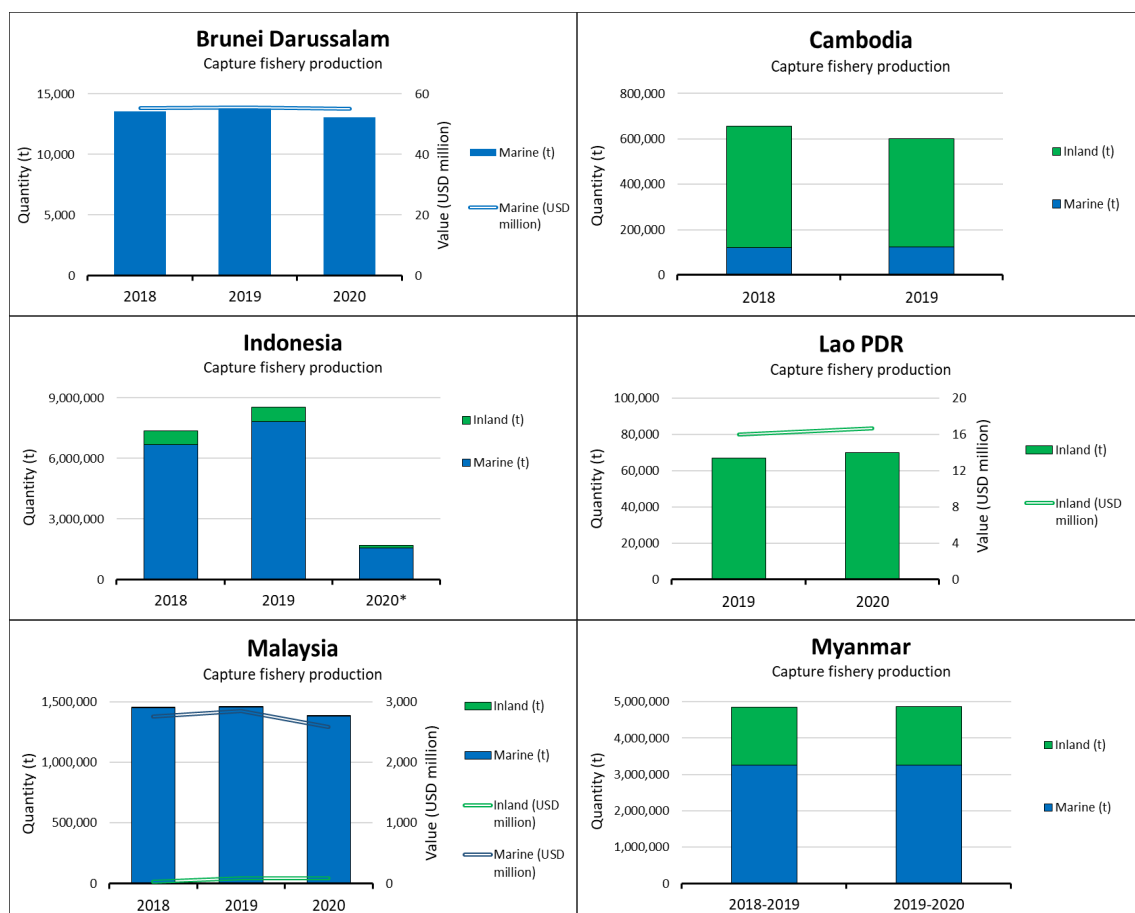 Brunei Darussalam
Capture fishery production
Quantity (t)
15,000
10,000
5,000
0
60
40
20
0
Value (USD million)
2018
2019
2020
Marine (t)
Marine (USD
million)
Cambodia
Capture fishery production
Quantity (t)
800,000
600,000
400,000
200,000
0
2018
2019
Inland (t)
Marine (t)
Indonesia
Capture fishery production
Quantity (t)
9,000,000
6,000,000
3,000,000
0
2018
2019
2020*
Inland (t)
Marine (t)
Lao PDR
Capture fishery production
Quantity (t)
100,000
80,000
60,000
40,000
20,000
0
20
16
12
8
4
0
Value (USD million)
2019
2020
Inland (t)
Inland (USD
million)
Malaysia
Capture fishery production
Quantity (t)
1,500,000
1,000,000
500,000
0
3,000
2,000
1,000
0
Value (USD million)
2018
2019
2020
Inland (t)
Marine (t)
Inland (USD
million)
Marine (USD
million)
Myanmar
Capture fishery production
Quantity (t)
5,000,000
4,000,000
3,000,000
2,000,000
1,000,000
0
2018-2019
2019-2020
Inland (t)
Marine (t)